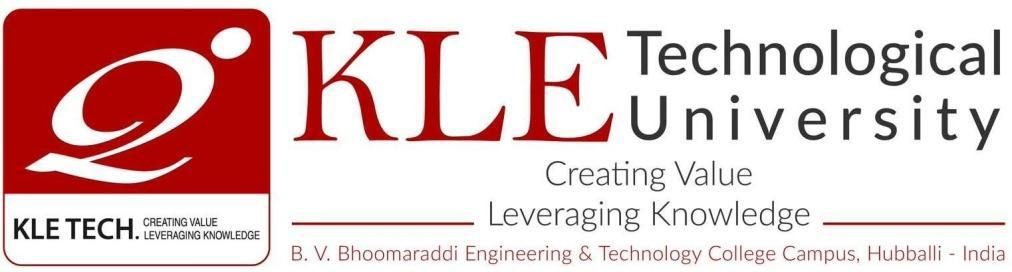 KLE TECH. CREATING VALUE
LEVERAGING KNOWLEDGE
KLE Technological
University
Creating Value
Leveraging Knowledge
B. V. Bhoomaraddi Engineering & Technology College Campus, Hubballi - India